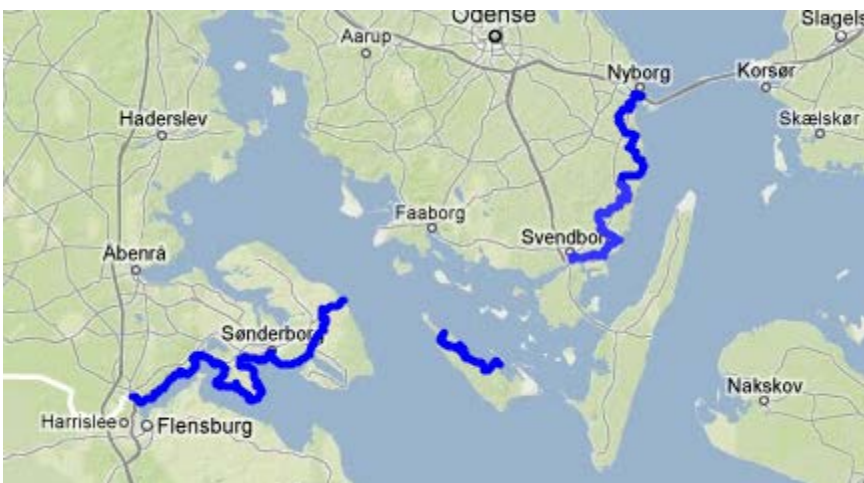 Odense
Slagels
Aarup
Nyborg
Korsør
Haderslev
Skælskør
Faaborg
Svendbor
Åbenrå
Sønderborg
Nakskov
Harrislee
Flensburg